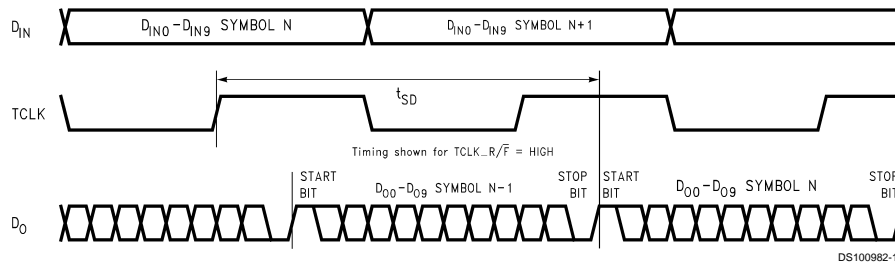 D_IN
D_IN0–D_IN9 SYMBOL N
D_IN0–D_IN9 SYMBOL N+1
t_SD
TCLK
Timing shown for TCLK_R/F̅ = HIGH
START BIT
D_O0–D_O9 SYMBOL N−1
STOP BIT
START BIT
D_O0–D_O9 SYMBOL N
STOP BIT
D_O
DS100982-1